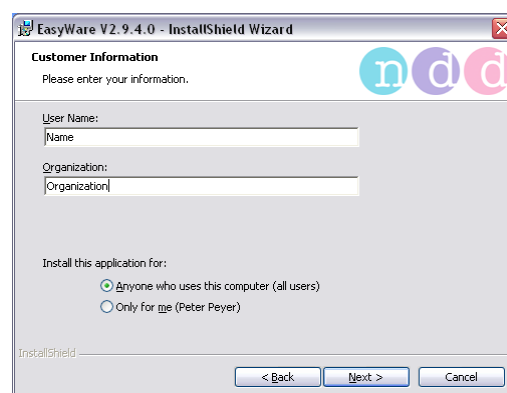 EasyWare V2.9.4.0 - InstallShield Wizard
Customer Information
Please enter your information.
n d d
User Name:
Name
Organization:
Organization
Install this application for:
Anyone who uses this computer (all users)
Only for me (Peter Peyer)
InstallShield
< Back Next > Cancel